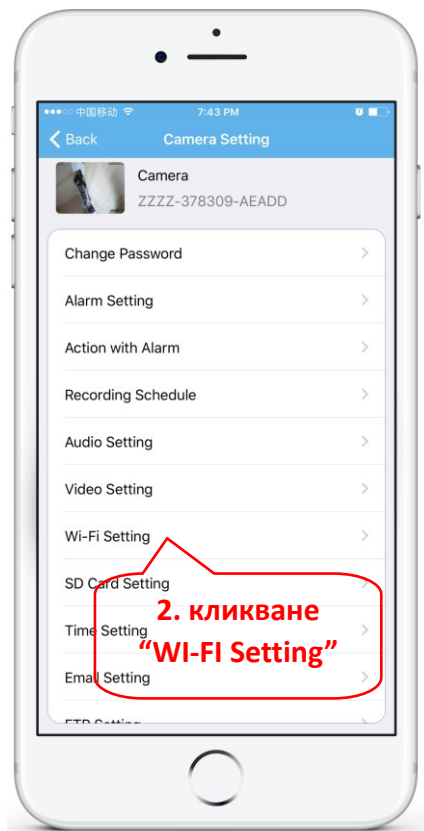 中国移动 7:43 PM
Back Camera Setting
Camera
ZZZZ-378309-AEADD
Change Password
Alarm Setting
Action with Alarm
Recording Schedule
Audio Setting
Video Setting
Wi-Fi Setting
SD Card Setting
2. кликване
Time Setting
“WI-FI Setting”
Email Setting
FTP Setting